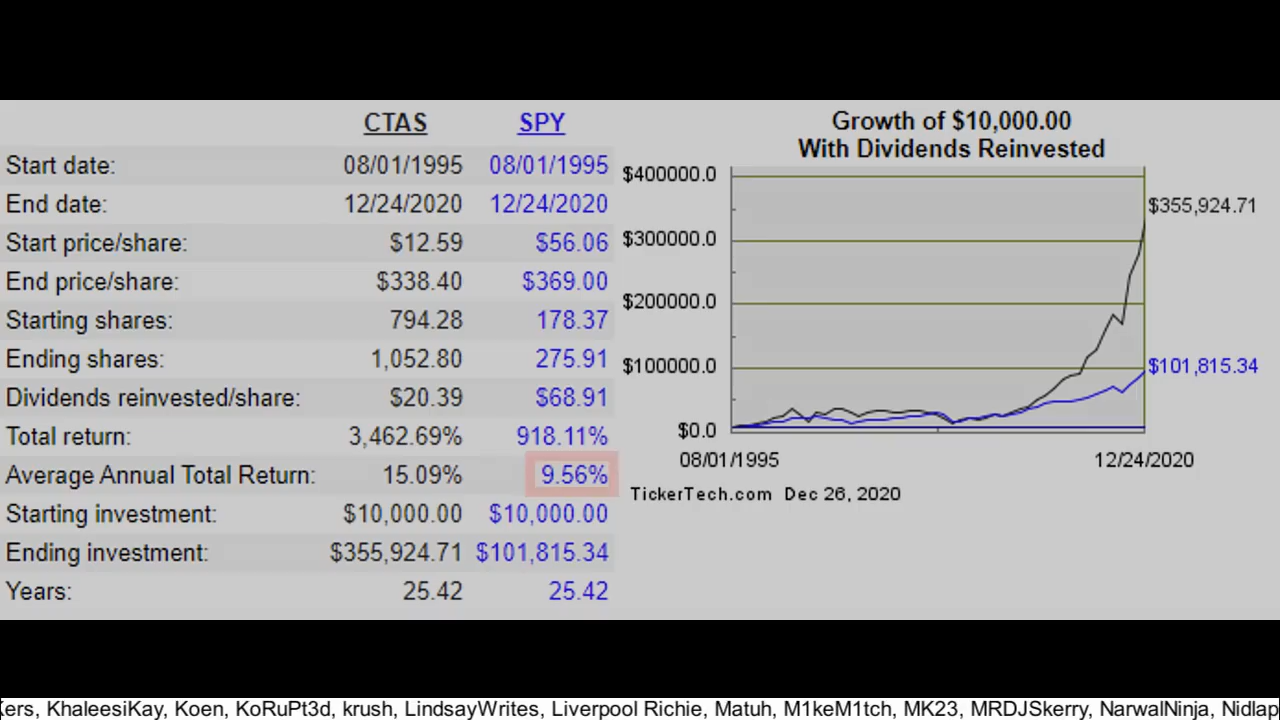 CTAS SPY
Start date: 08/01/1995 08/01/1995
End date: 12/24/2020 12/24/2020
Start price/share: $12.59 $56.06
End price/share: $338.40 $369.00
Starting shares: 794.28 178.37
Ending shares: 1,052.80 275.91
Dividends reinvested/share: $20.39 $68.91
Total return: 3,462.69% 918.11%
Average Annual Total Return: 15.09% 9.56%
Starting investment: $10,000.00 $10,000.00
Ending investment: $355,924.71 $101,815.34
Years: 25.42 25.42
Growth of $10,000.00
With Dividends Reinvested
$400000.0
$355,924.71
$300000.0
$200000.0
$100000.0
$101,815.34
$0.0
08/01/1995 12/24/2020
TickerTech.com Dec 26, 2020
kers, KhaleesiKay, Koen, KoRuPt3d, krush, LindsayWrites, Liverpool Richie, Matuh, M1keM1tch, MK23, MRDJSkerry, NarwalNinja, Nidlap